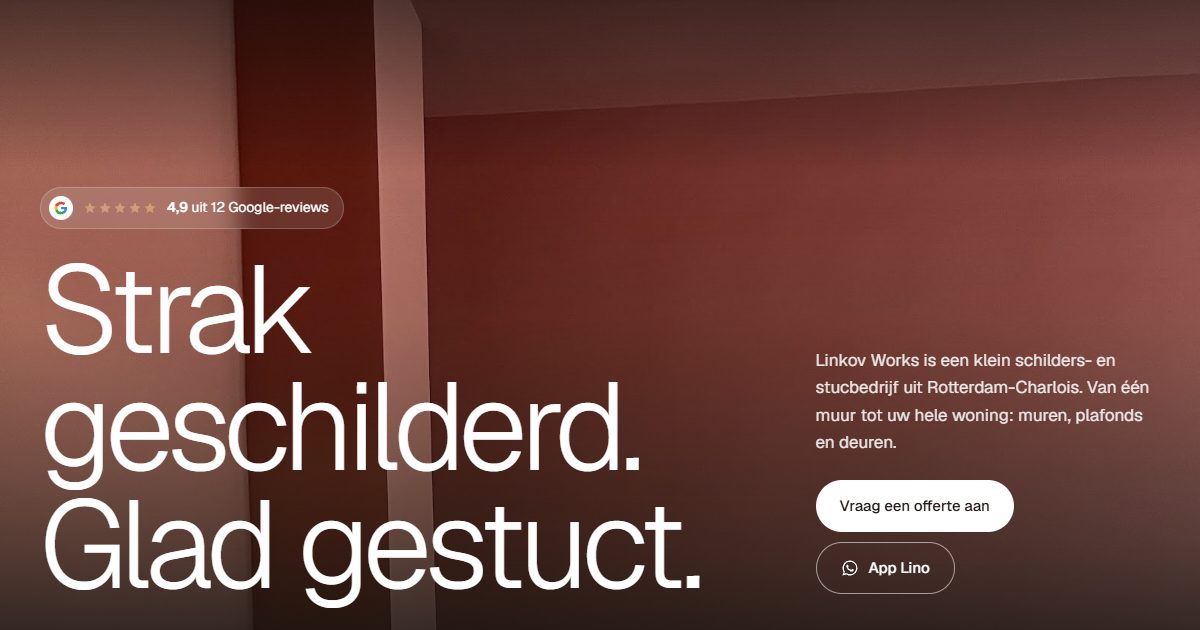 4,9 uit 12 Google-reviews
Strak
geschilderd.
Glad gestuct.
Linkov Works is een klein schilders- en
stucbedrijf uit Rotterdam-Charlois. Van één
muur tot uw hele woning: muren, plafonds
en deuren.
Vraag een offerte aan
App Lino